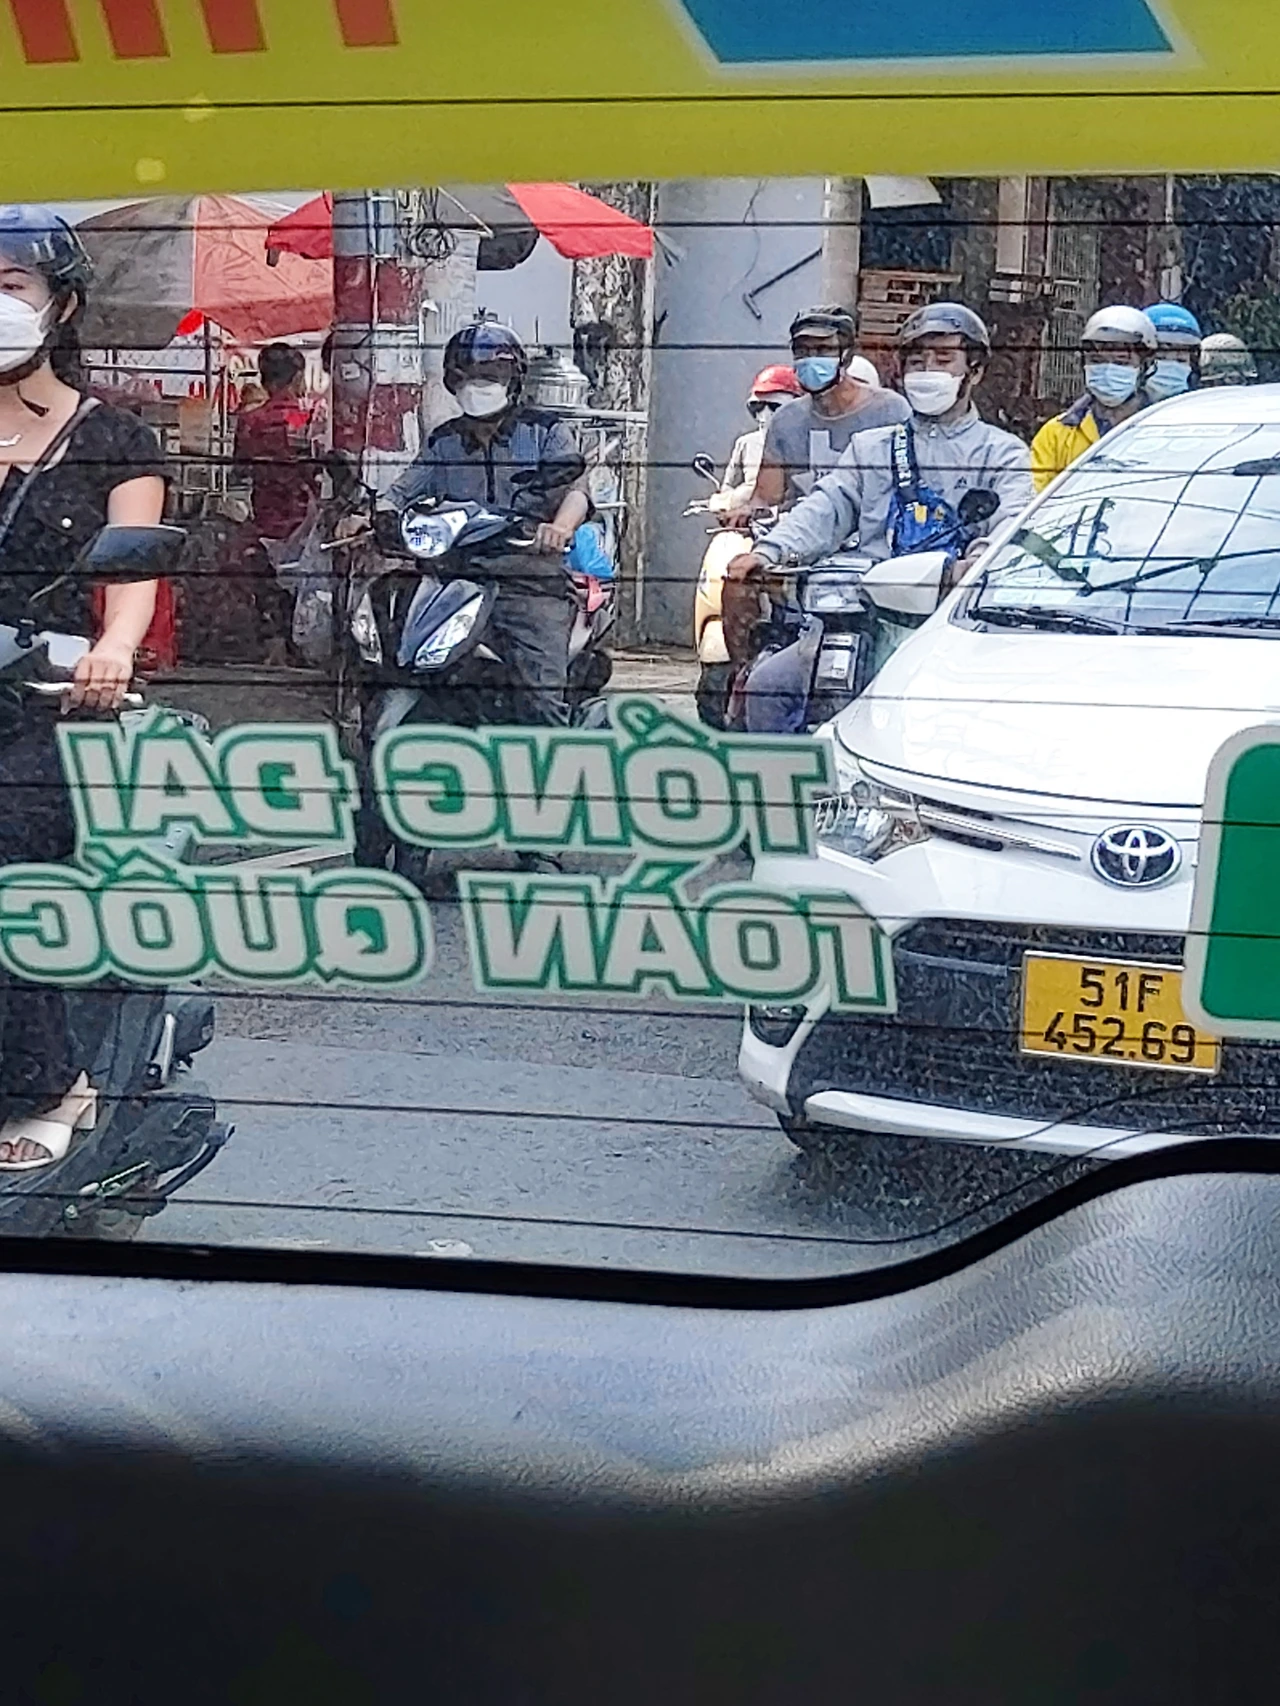 TỔNG ĐÀI
TOÀN QUỐC
51F
452.69